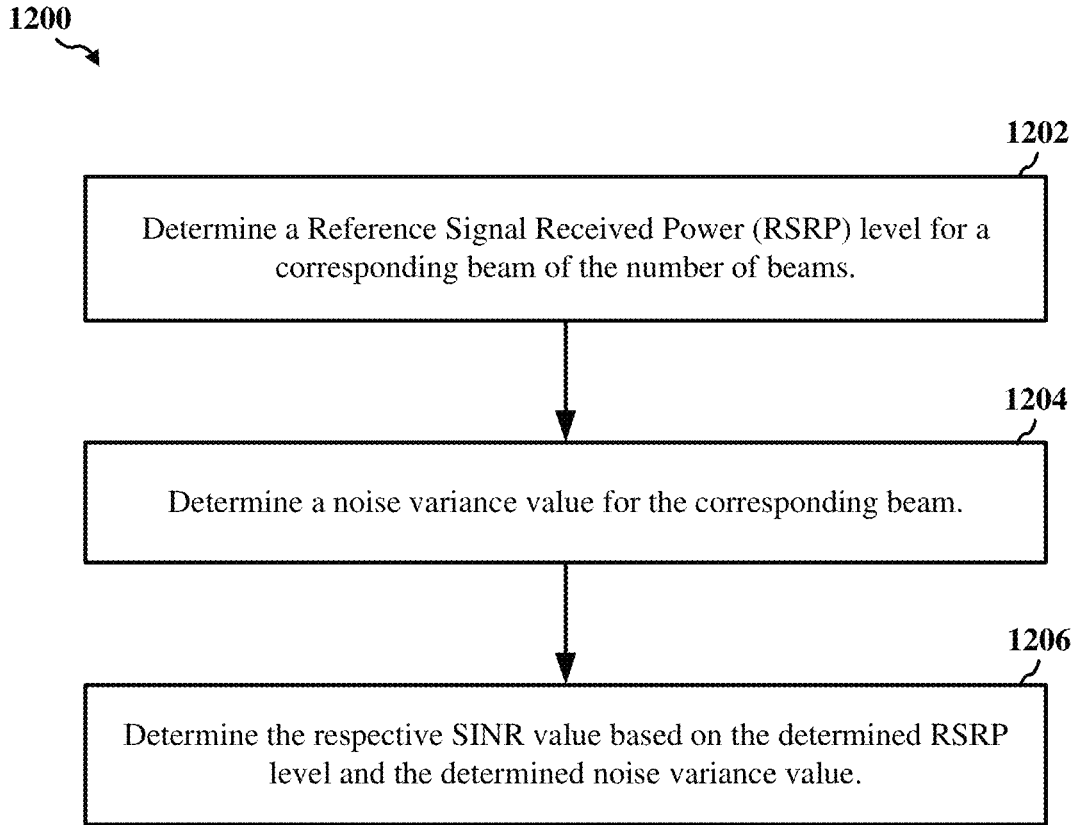 1200
1202
Determine a Reference Signal Received Power (RSRP) level for a
corresponding beam of the number of beams.
1204
Determine a noise variance value for the corresponding beam.
1206
Determine the respective SINR value based on the determined RSRP
level and the determined noise variance value.